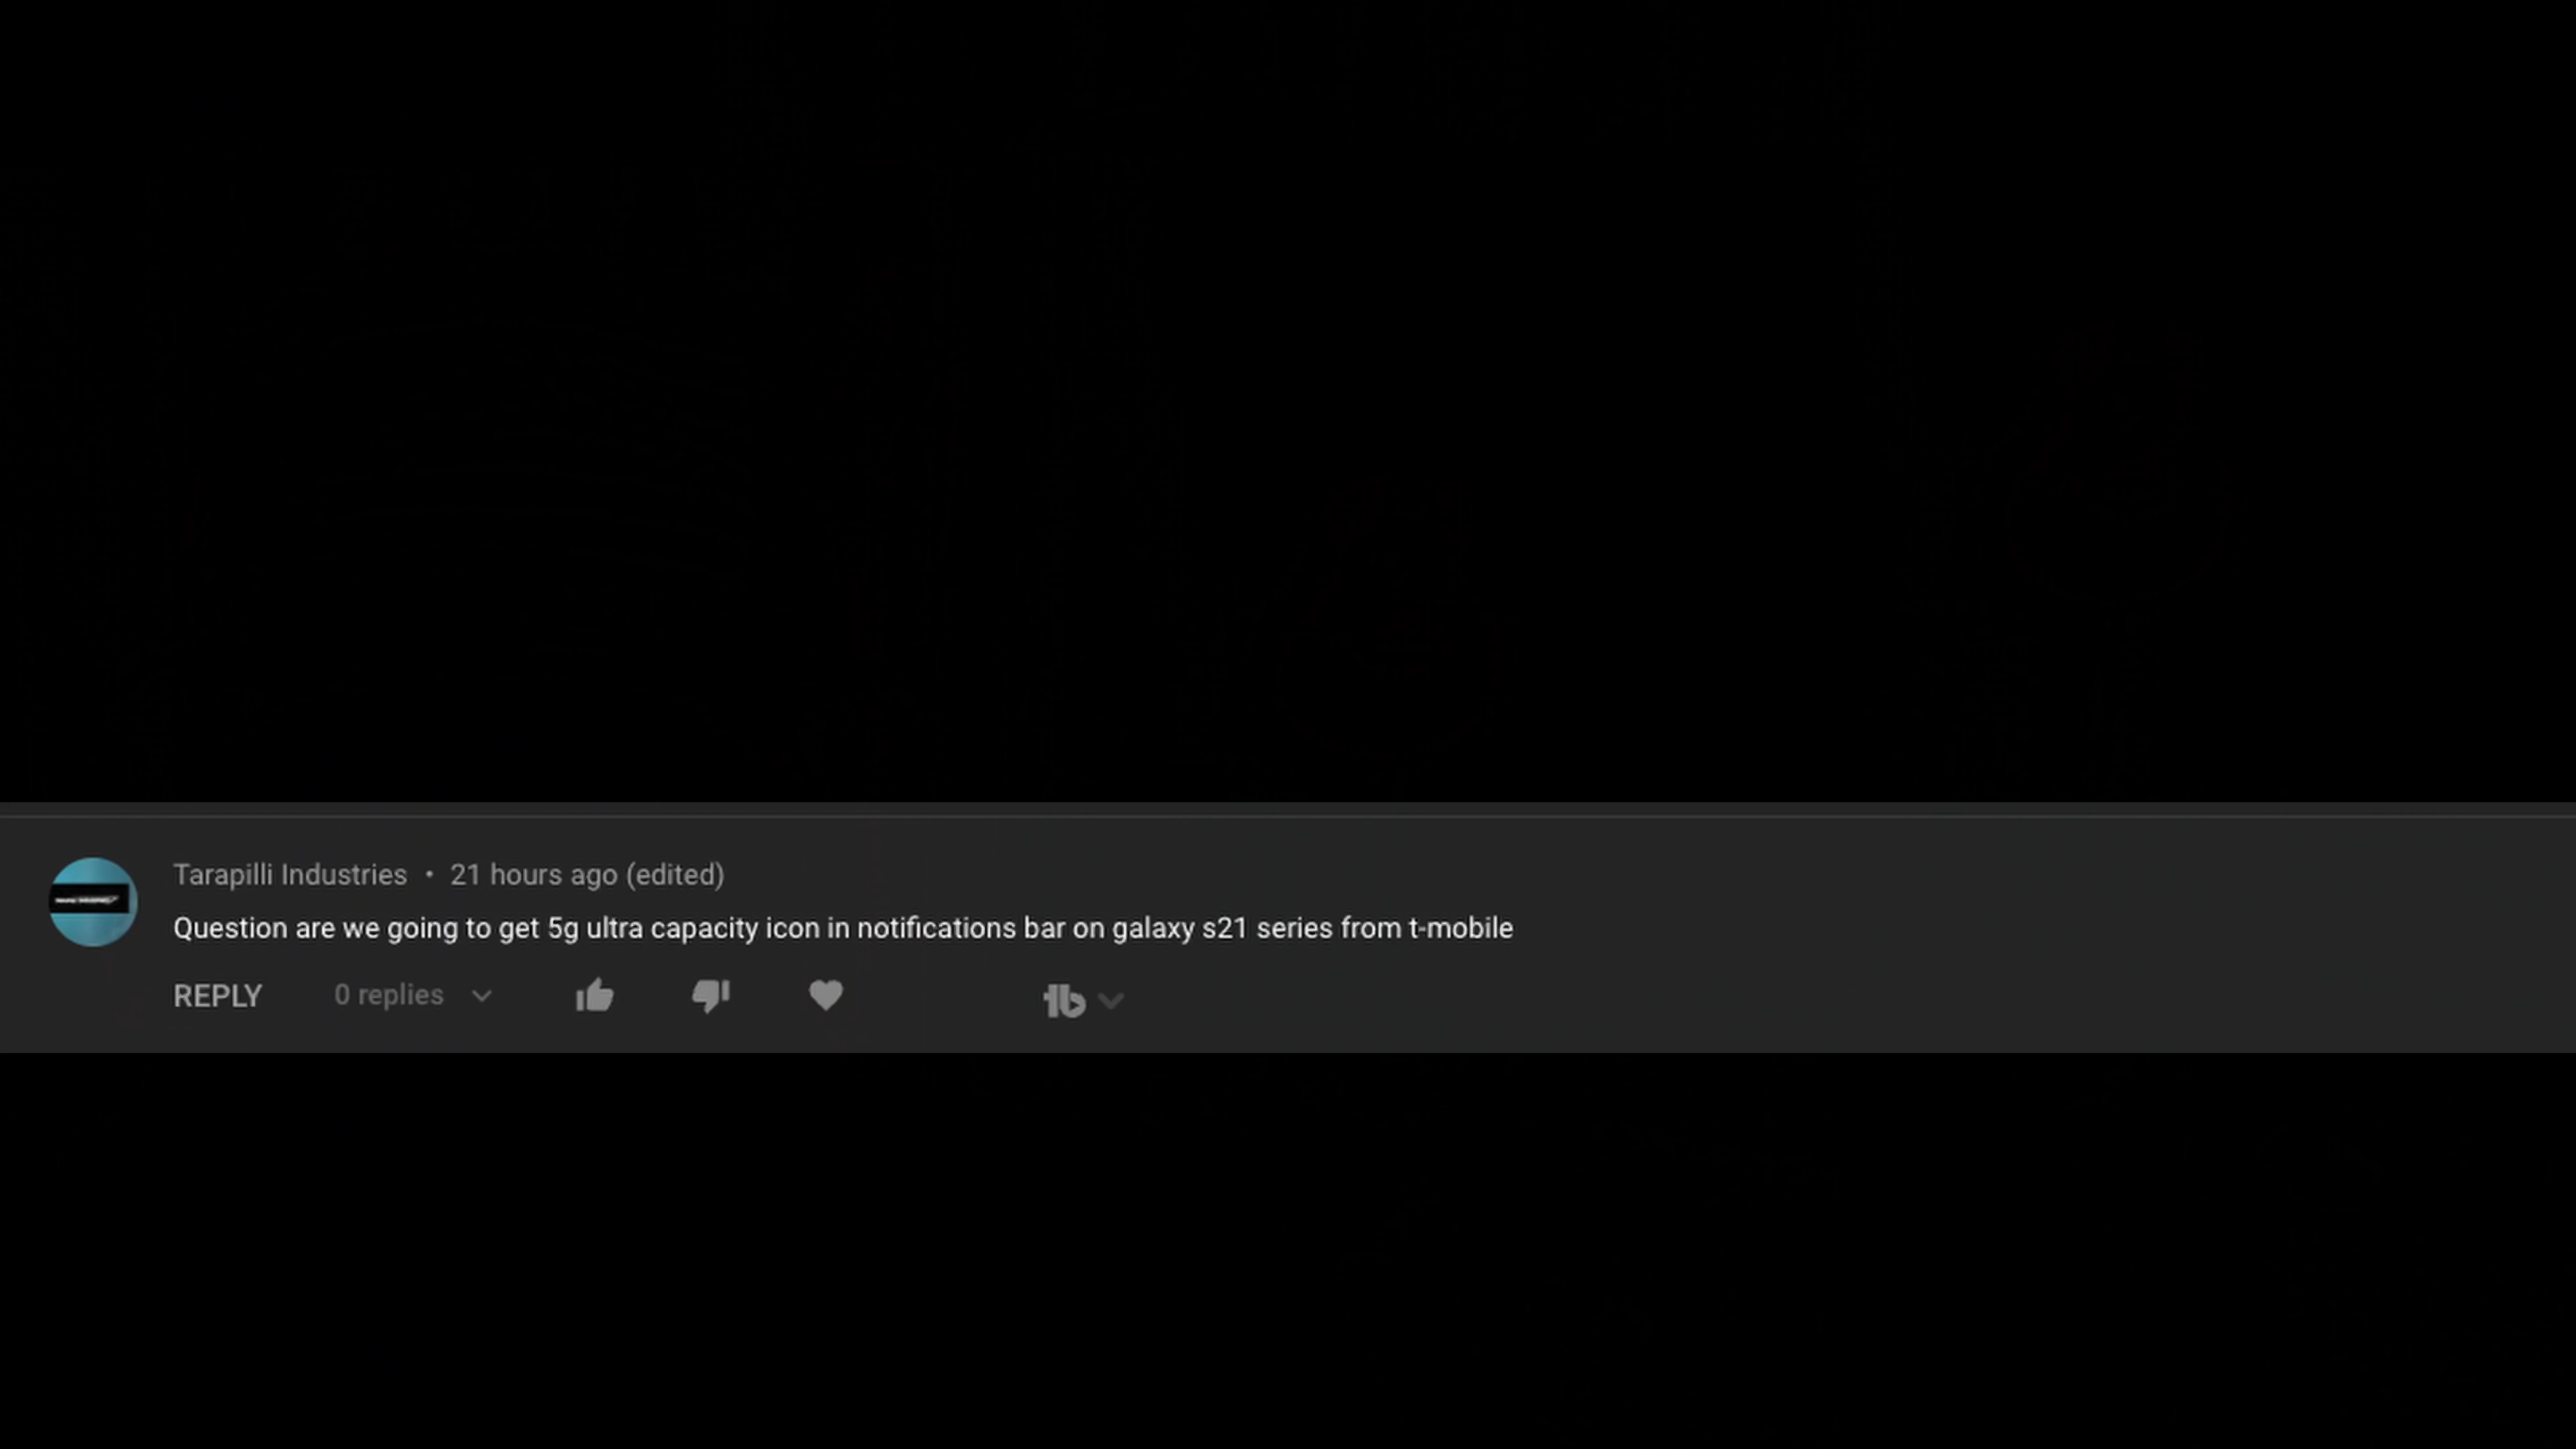 Tarapilli Industries • 21 hours ago (edited)
Question are we going to get 5g ultra capacity icon in notifications bar on galaxy s21 series from t-mobile
REPLY 0 replies